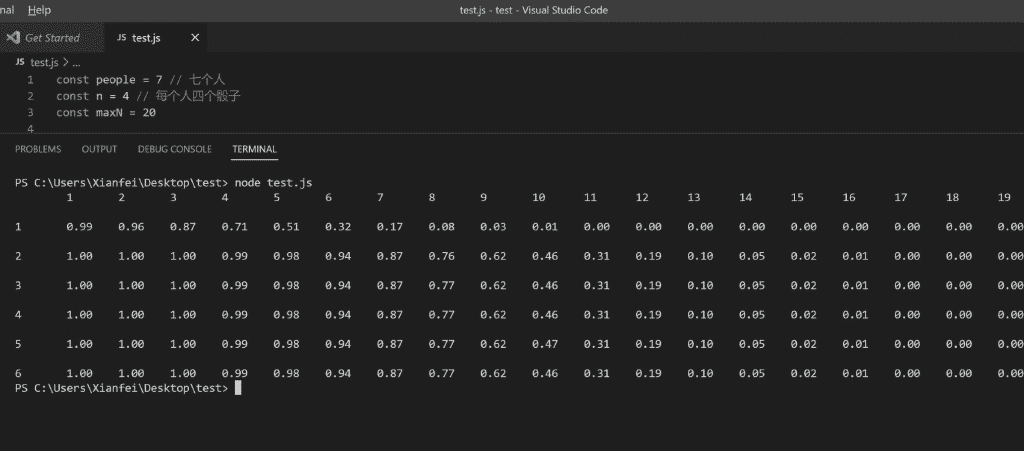 nal Help test.js - test - Visual Studio Code
Get Started JS test.js ×
JS test.js > ...
1 const people = 7 // 七个人
2 const n = 4 // 每个人四个骰子
3 const maxN = 20
4
PROBLEMS OUTPUT DEBUG CONSOLE TERMINAL
PS C:\Users\Xianfei\Desktop\test> node test.js
1 2 3 4 5 6 7 8 9 10 11 12 13 14 15 16 17 18 19
1 0.99 0.96 0.87 0.71 0.51 0.32 0.17 0.08 0.03 0.01 0.00 0.00 0.00 0.00 0.00 0.00 0.00 0.00 0.00
2 1.00 1.00 1.00 0.99 0.98 0.94 0.87 0.76 0.62 0.46 0.31 0.19 0.10 0.05 0.02 0.01 0.00 0.00 0.00
3 1.00 1.00 1.00 0.99 0.98 0.94 0.87 0.77 0.62 0.46 0.31 0.19 0.10 0.05 0.02 0.01 0.00 0.00 0.00
4 1.00 1.00 1.00 0.99 0.98 0.94 0.87 0.77 0.62 0.46 0.31 0.19 0.10 0.05 0.02 0.01 0.00 0.00 0.00
5 1.00 1.00 1.00 0.99 0.98 0.94 0.87 0.77 0.62 0.47 0.31 0.19 0.10 0.05 0.02 0.01 0.00 0.00 0.00
6 1.00 1.00 1.00 0.99 0.98 0.94 0.87 0.77 0.62 0.46 0.31 0.19 0.10 0.05 0.02 0.01 0.00 0.00 0.00
PS C:\Users\Xianfei\Desktop\test>